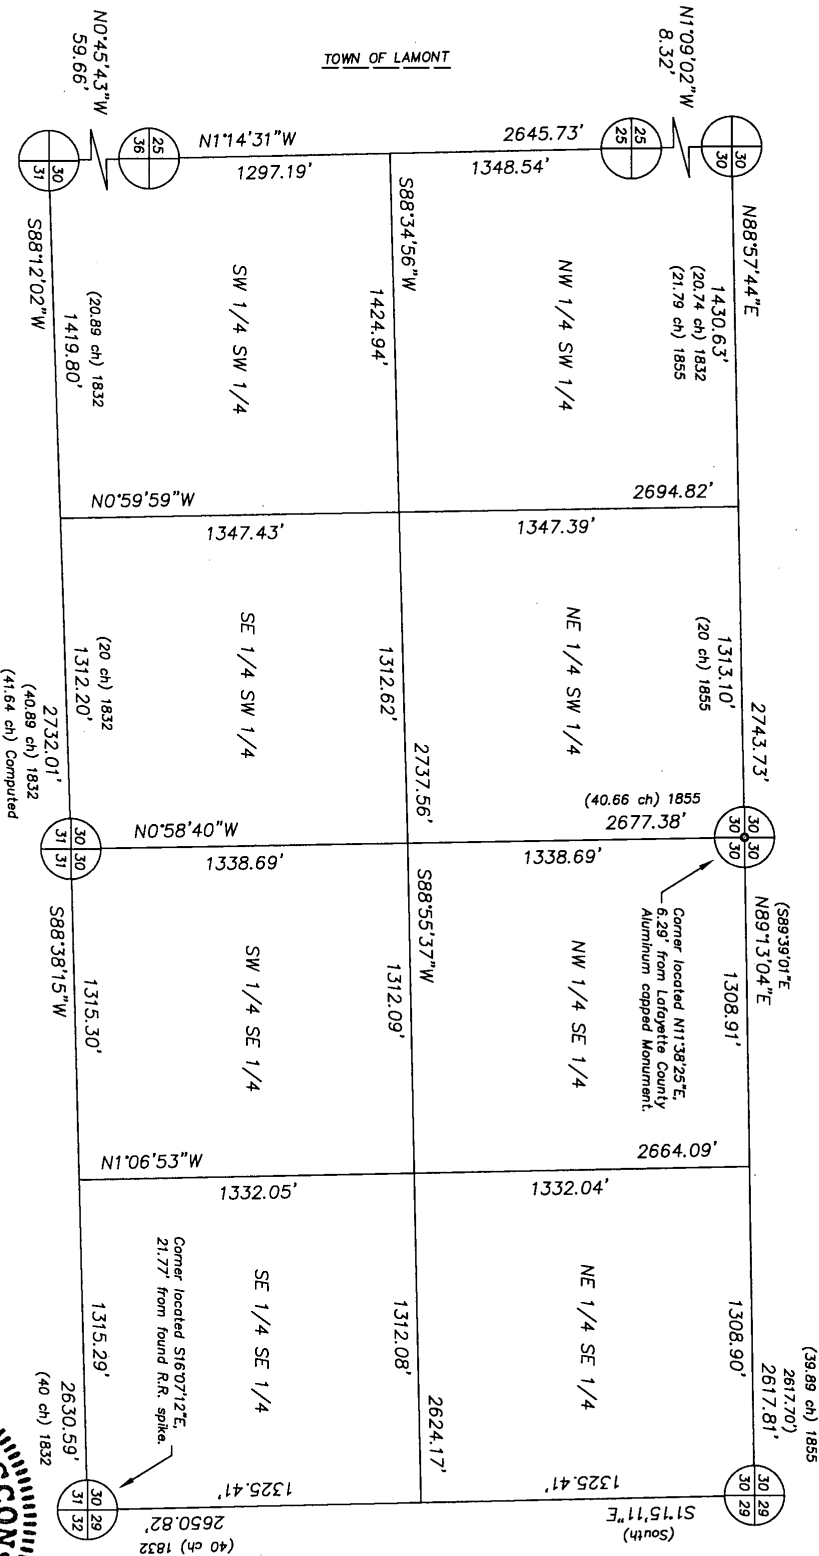 TOWN OF LAMONT
N0°45'43"W
59.66'
N1°09'02"W
8.32'
30
31
25
36
N1°14'31"W
1297.19'
2645.73'
1348.54'
25
25
30
30
S88°12'02"W
(20.89 ch) 1832
1419.80'
SW 1/4 SW 1/4
S88°34'56"W
1424.94'
NW 1/4 SW 1/4
N88°57'44"E
1430.63'
(20.74 ch) 1832
(21.79 ch) 1855
N0°59'59"W
1347.43'
2694.82'
1347.39'
(20 ch) 1832
1312.20'
2732.01'
(40.89 ch) 1832
(41.64 ch) Computed
SE 1/4 SW 1/4
1312.62'
2737.56'
NE 1/4 SW 1/4
1313.10'
(20 ch) 1855
2743.73'
30 30
31 31
N0°58'40"W
1338.69'
(40.66 ch) 1855
2677.38'
1338.69'
30 30
30 30
Corner located N11°38'25"E,
6.29' from Lafayette County
Aluminum capped Monument.
S88°38'15"W
1315.30'
SW 1/4 SE 1/4
S88°55'37"W
1312.09'
NW 1/4 SE 1/4
(S89°39'01"E
N89°13'04"E
1308.91'
N1°06'53"W
1332.05'
2664.09'
1332.04'
Corner located S16°07'12"E,
21.77' from found R.R. spike.
1315.29'
2630.59'
(40 ch) 1832
SE 1/4 SE 1/4
1312.08'
2624.17'
NE 1/4 SE 1/4
1308.90'
(39.89 ch) 1855
2617.70')
2617.81'
30 29
31 32
1325.41'
2650.82'
(40 ch) 1832
1325.41'
S1°15'11"E
(South)
30 29
30 29
SCONS